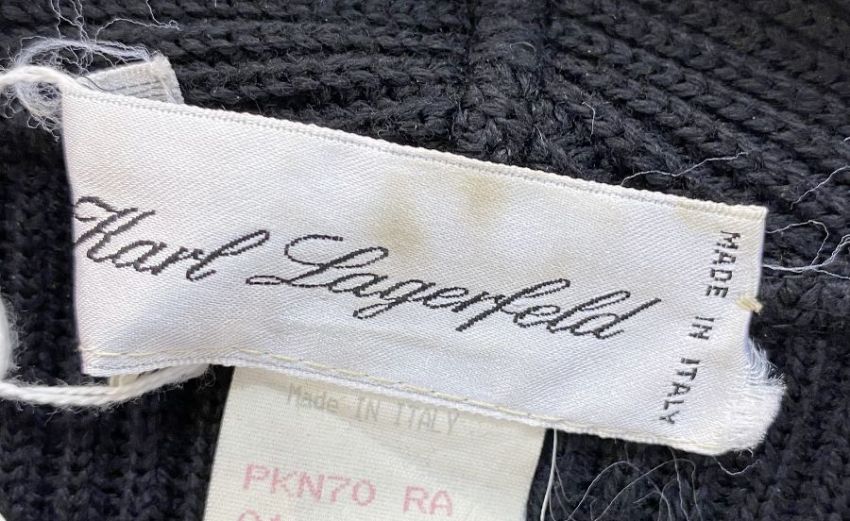 Karl Lagerfeld
MADE IN ITALY
Made IN ITALY
PKN70 RA